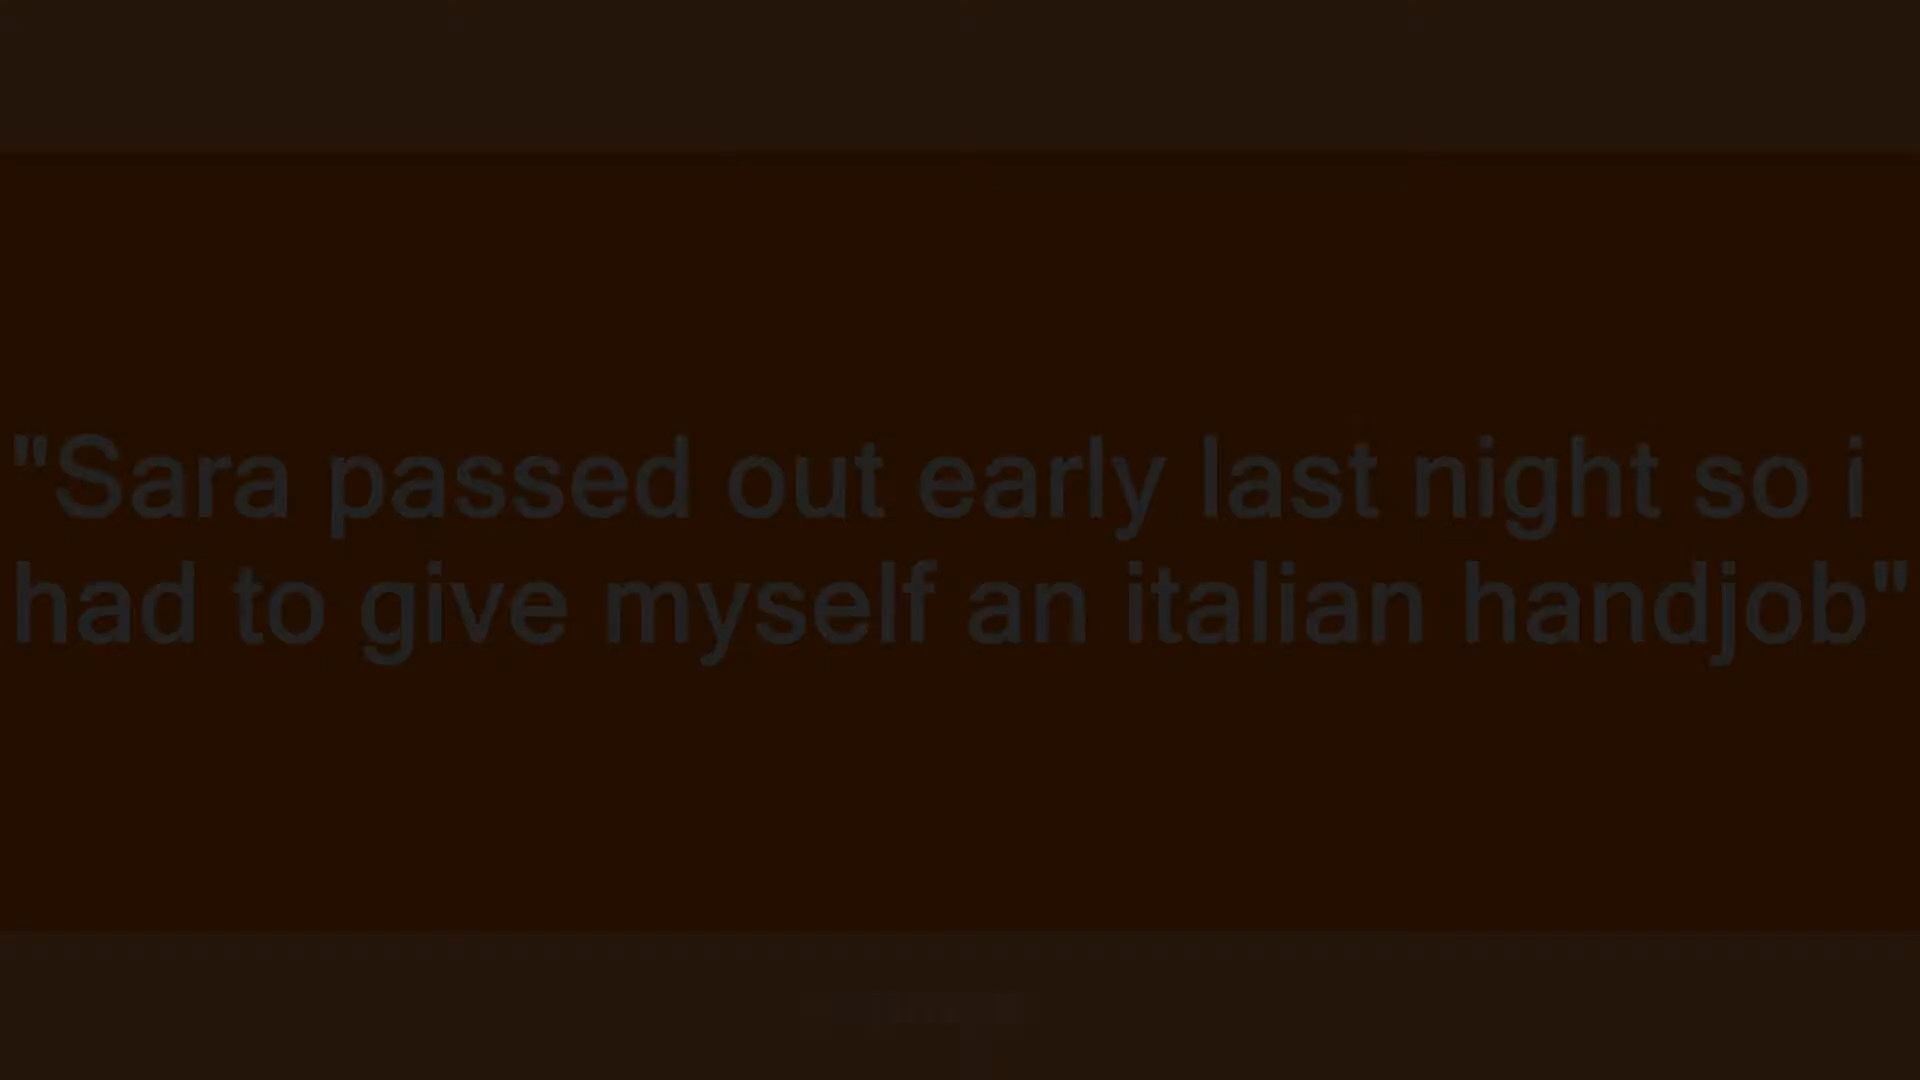 "Sara passed out early last night so i
had to give myself an italian handjob"